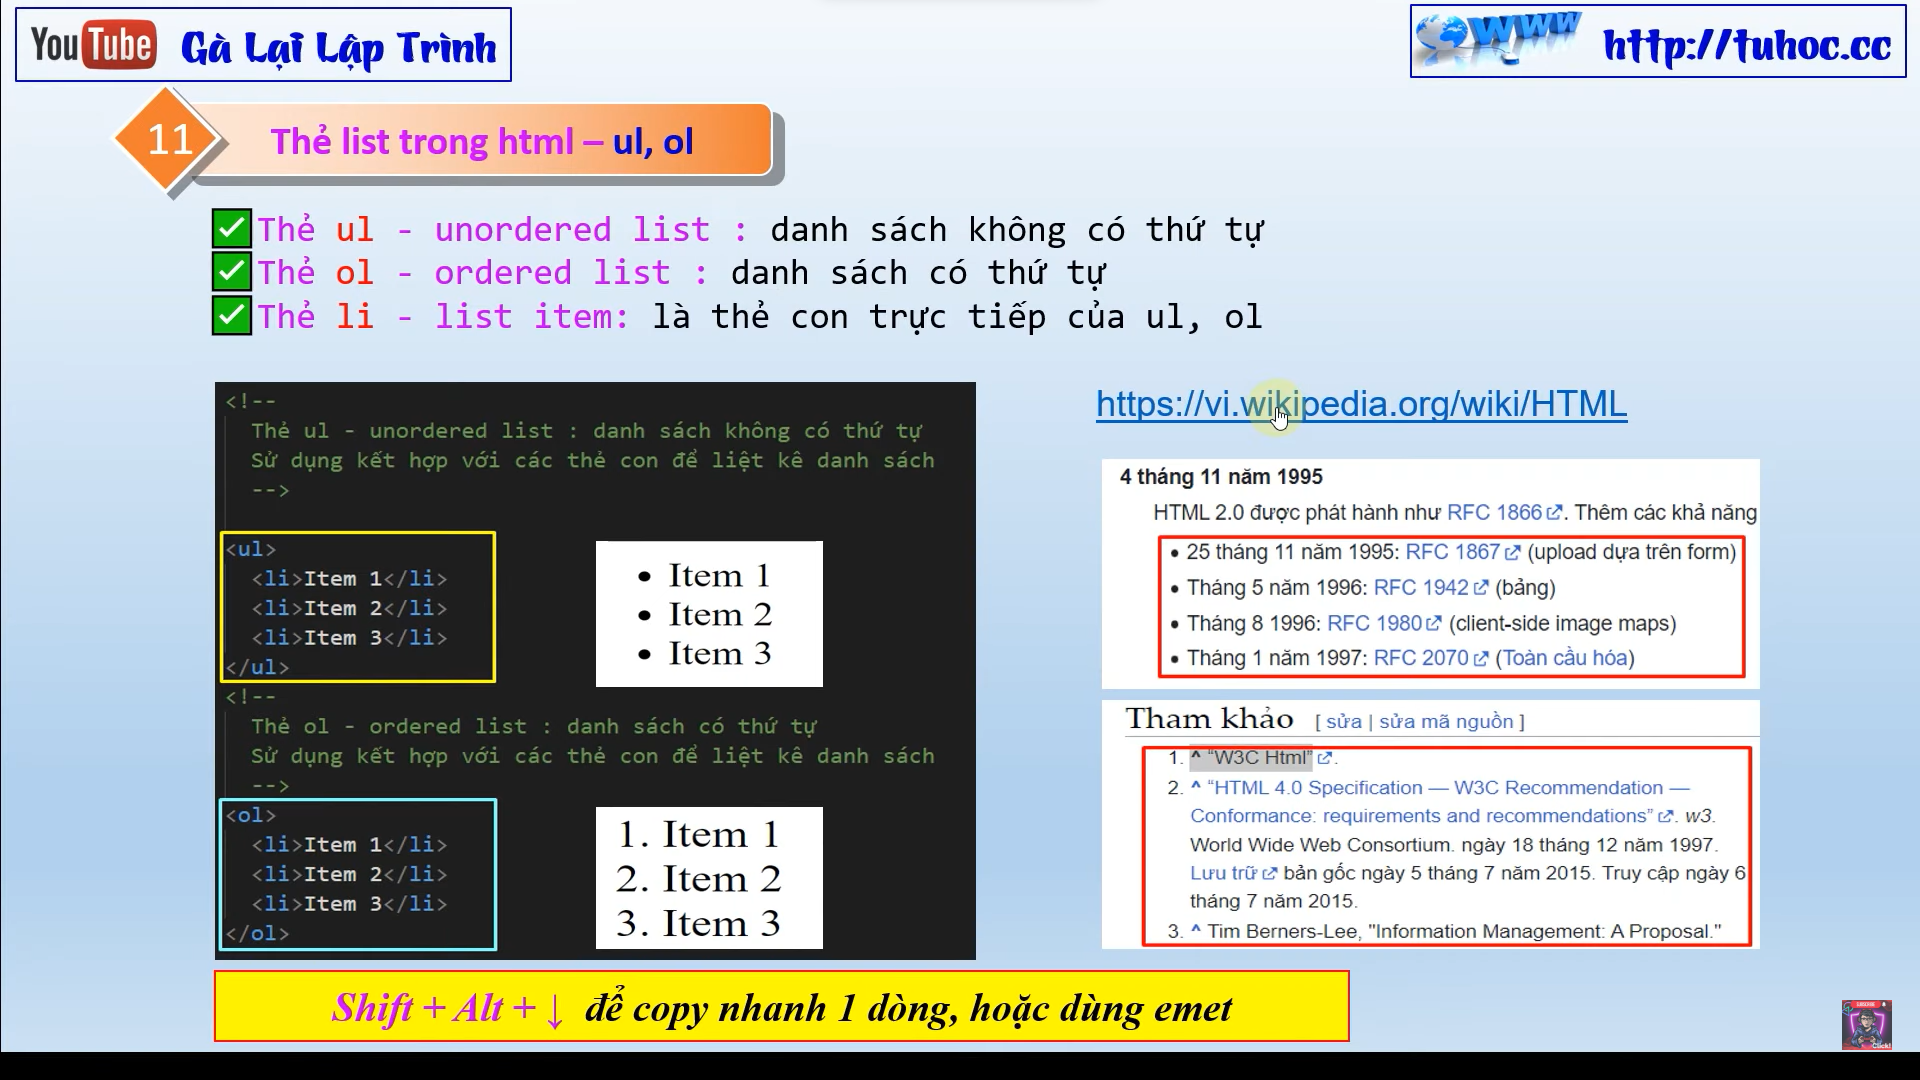 YouTube Gà Lại Lập Trình
WWW http://tuhoc.cc
11 Thẻ list trong html – ul, ol
Thẻ ul - unordered list : danh sách không có thứ tự
Thẻ ol - ordered list : danh sách có thứ tự
Thẻ li - list item: là thẻ con trực tiếp của ul, ol
<!--
Thẻ ul - unordered list : danh sách không có thứ tự
Sử dụng kết hợp với các thẻ con để liệt kê danh sách
-->
<ul>
<li>Item 1</li>
<li>Item 2</li>
<li>Item 3</li>
</ul>
• Item 1
• Item 2
• Item 3
<!--
Thẻ ol - ordered list : danh sách có thứ tự
Sử dụng kết hợp với các thẻ con để liệt kê danh sách
-->
<ol>
<li>Item 1</li>
<li>Item 2</li>
<li>Item 3</li>
</ol>
1. Item 1
2. Item 2
3. Item 3
https://vi.wikipedia.org/wiki/HTML
4 tháng 11 năm 1995
HTML 2.0 được phát hành như RFC 1866. Thêm các khả năng
• 25 tháng 11 năm 1995: RFC 1867 (upload dựa trên form)
• Tháng 5 năm 1996: RFC 1942 (bảng)
• Tháng 8 1996: RFC 1980 (client-side image maps)
• Tháng 1 năm 1997: RFC 2070 (Toàn cầu hóa)
Tham khảo [ sửa | sửa mã nguồn ]
1. ^ “W3C Html”.
2. ^ “HTML 4.0 Specification — W3C Recommendation —
Conformance: requirements and recommendations”. w3.
World Wide Web Consortium. ngày 18 tháng 12 năm 1997.
Lưu trữ bản gốc ngày 5 tháng 7 năm 2015. Truy cập ngày 6
tháng 7 năm 2015.
3. ^ Tim Berners-Lee, "Information Management: A Proposal."
Shift + Alt + ↓ để copy nhanh 1 dòng, hoặc dùng emet
SUBSCRIBE
Click!